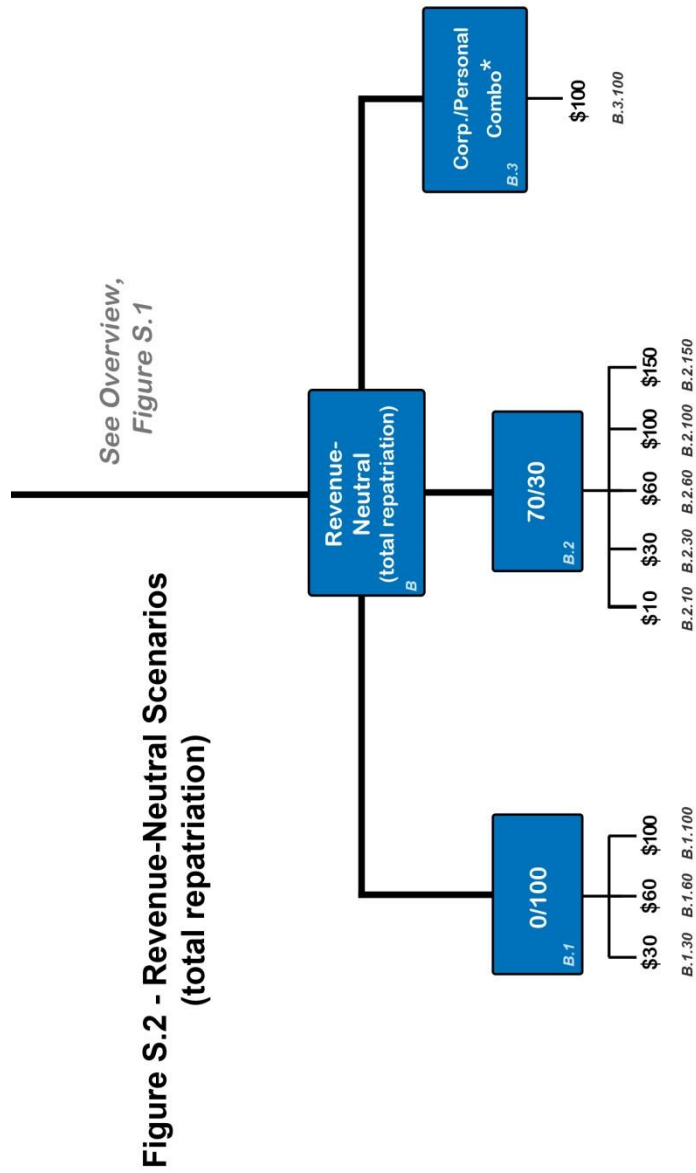 Figure S.2 - Revenue-Neutral Scenarios
(total repatriation)
See Overview,
Figure S.1
Revenue-
Neutral
(total repatriation)
B
0/100
B.1
$30 $60 $100
B.1.30 B.1.60 B.1.100
70/30
B.2
$10 $30 $60 $100 $150
B.2.10 B.2.30 B.2.60 B.2.100 B.2.150
Corp./Personal
Combo*
B.3
$100
B.3.100